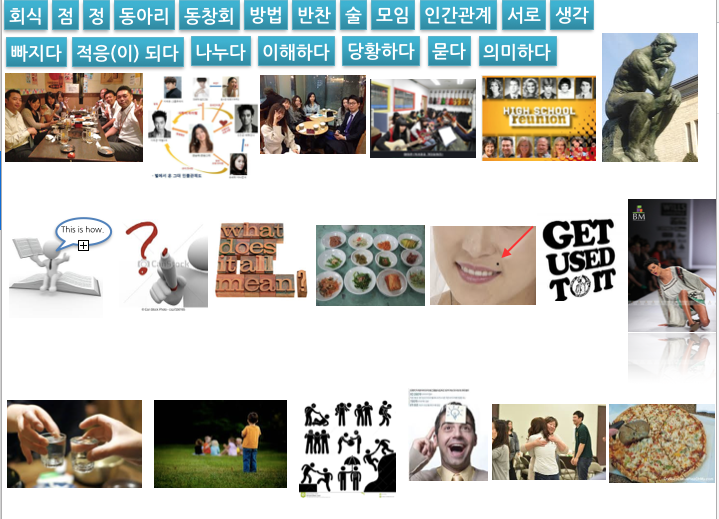 회식 점 정 동아리 동창회 방법 반찬 술 모임 인간관계 서로 생각
빠지다 적응(이) 되다 나누다 이해하다 당황하다 묻다 의미하다
HIGH SCHOOL
reunion
This is how.
what
does
it all
mean!
GET
USED
TO IT
BM